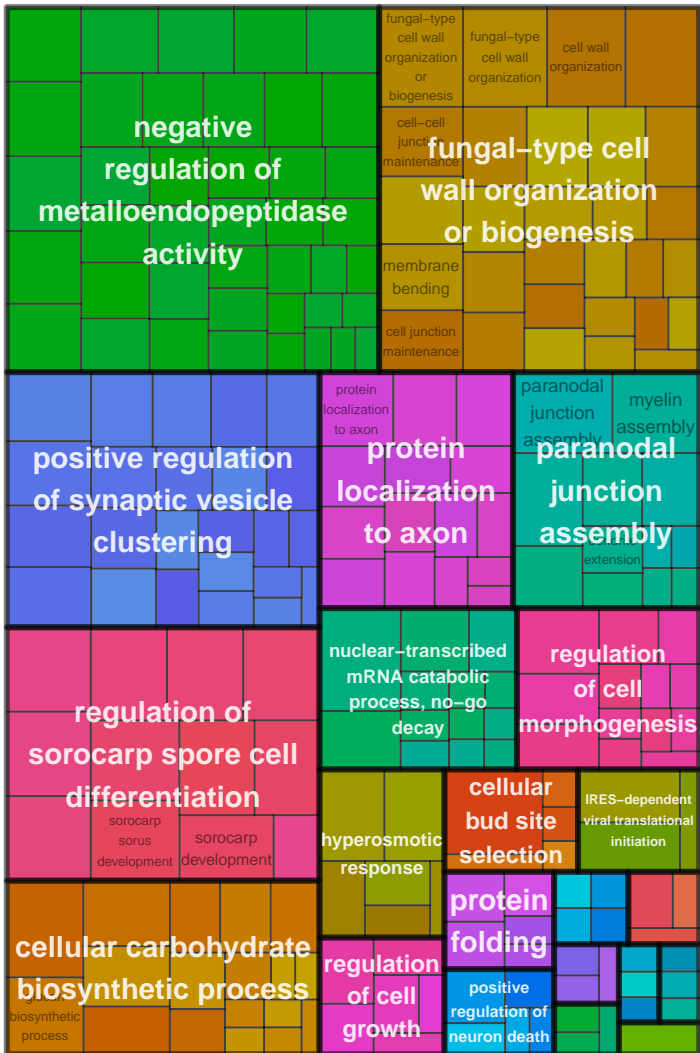 negative
regulation of
metalloendopeptidase
activity
fungal−type
cell wall
organization
or
biogenesis
fungal−type
cell wall
organization
cell wall
organization
cell−cell
junction
maintenance
fungal−type cell
wall organization
or biogenesis
membrane
bending
cell junction
maintenance
positive regulation
of synaptic vesicle
clustering
protein
localization
to axon
protein
localization
to axon
paranodal
junction
assembly
myelin
assembly
paranodal
junction
assembly
extension
regulation of
sorocarp spore cell
differentiation
sorocarp
sorus
development
sorocarp
development
nuclear−transcribed
mRNA catabolic
process, no−go
decay
regulation
of cell
morphogenesis
hyperosmotic
response
cellular
bud site
selection
IRES−dependent
viral translational
initiation
cellular carbohydrate
biosynthetic process
biosynthetic
process
regulation
of cell
growth
protein
folding
positive
regulation of
neuron death